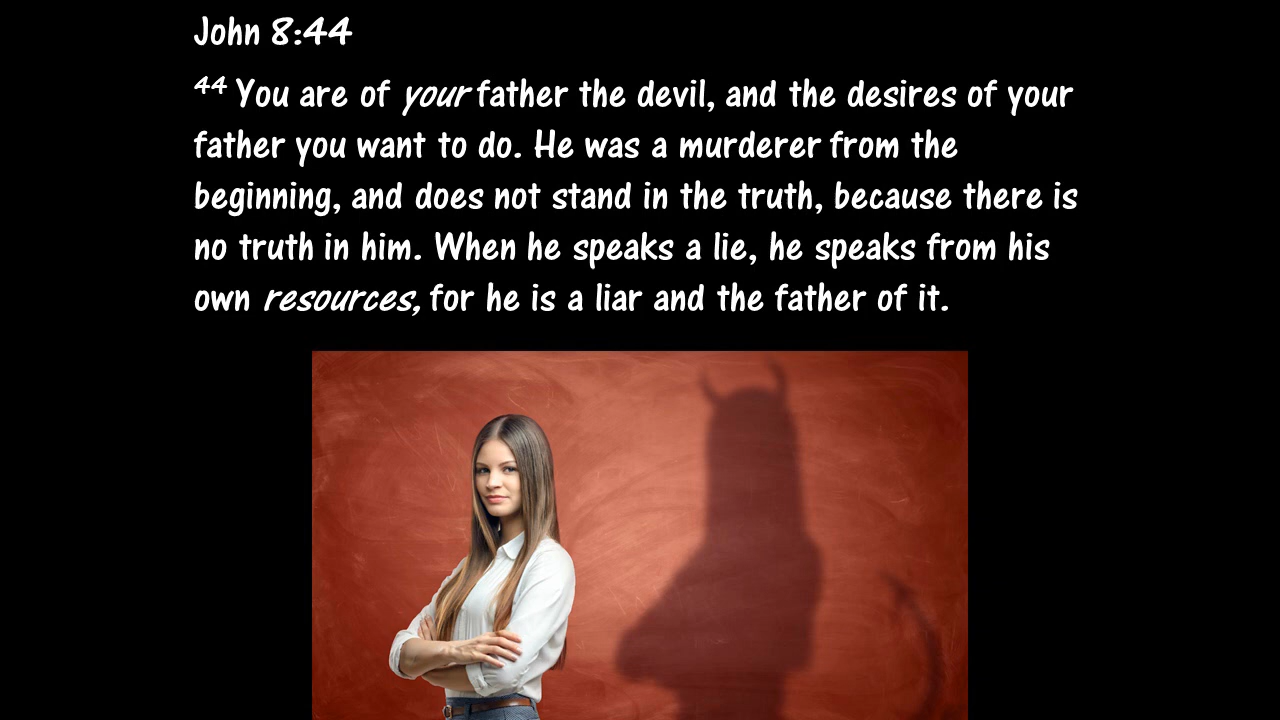 John 8:44
44 You are of your father the devil, and the desires of your
father you want to do. He was a murderer from the
beginning, and does not stand in the truth, because there is
no truth in him. When he speaks a lie, he speaks from his
own resources, for he is a liar and the father of it.